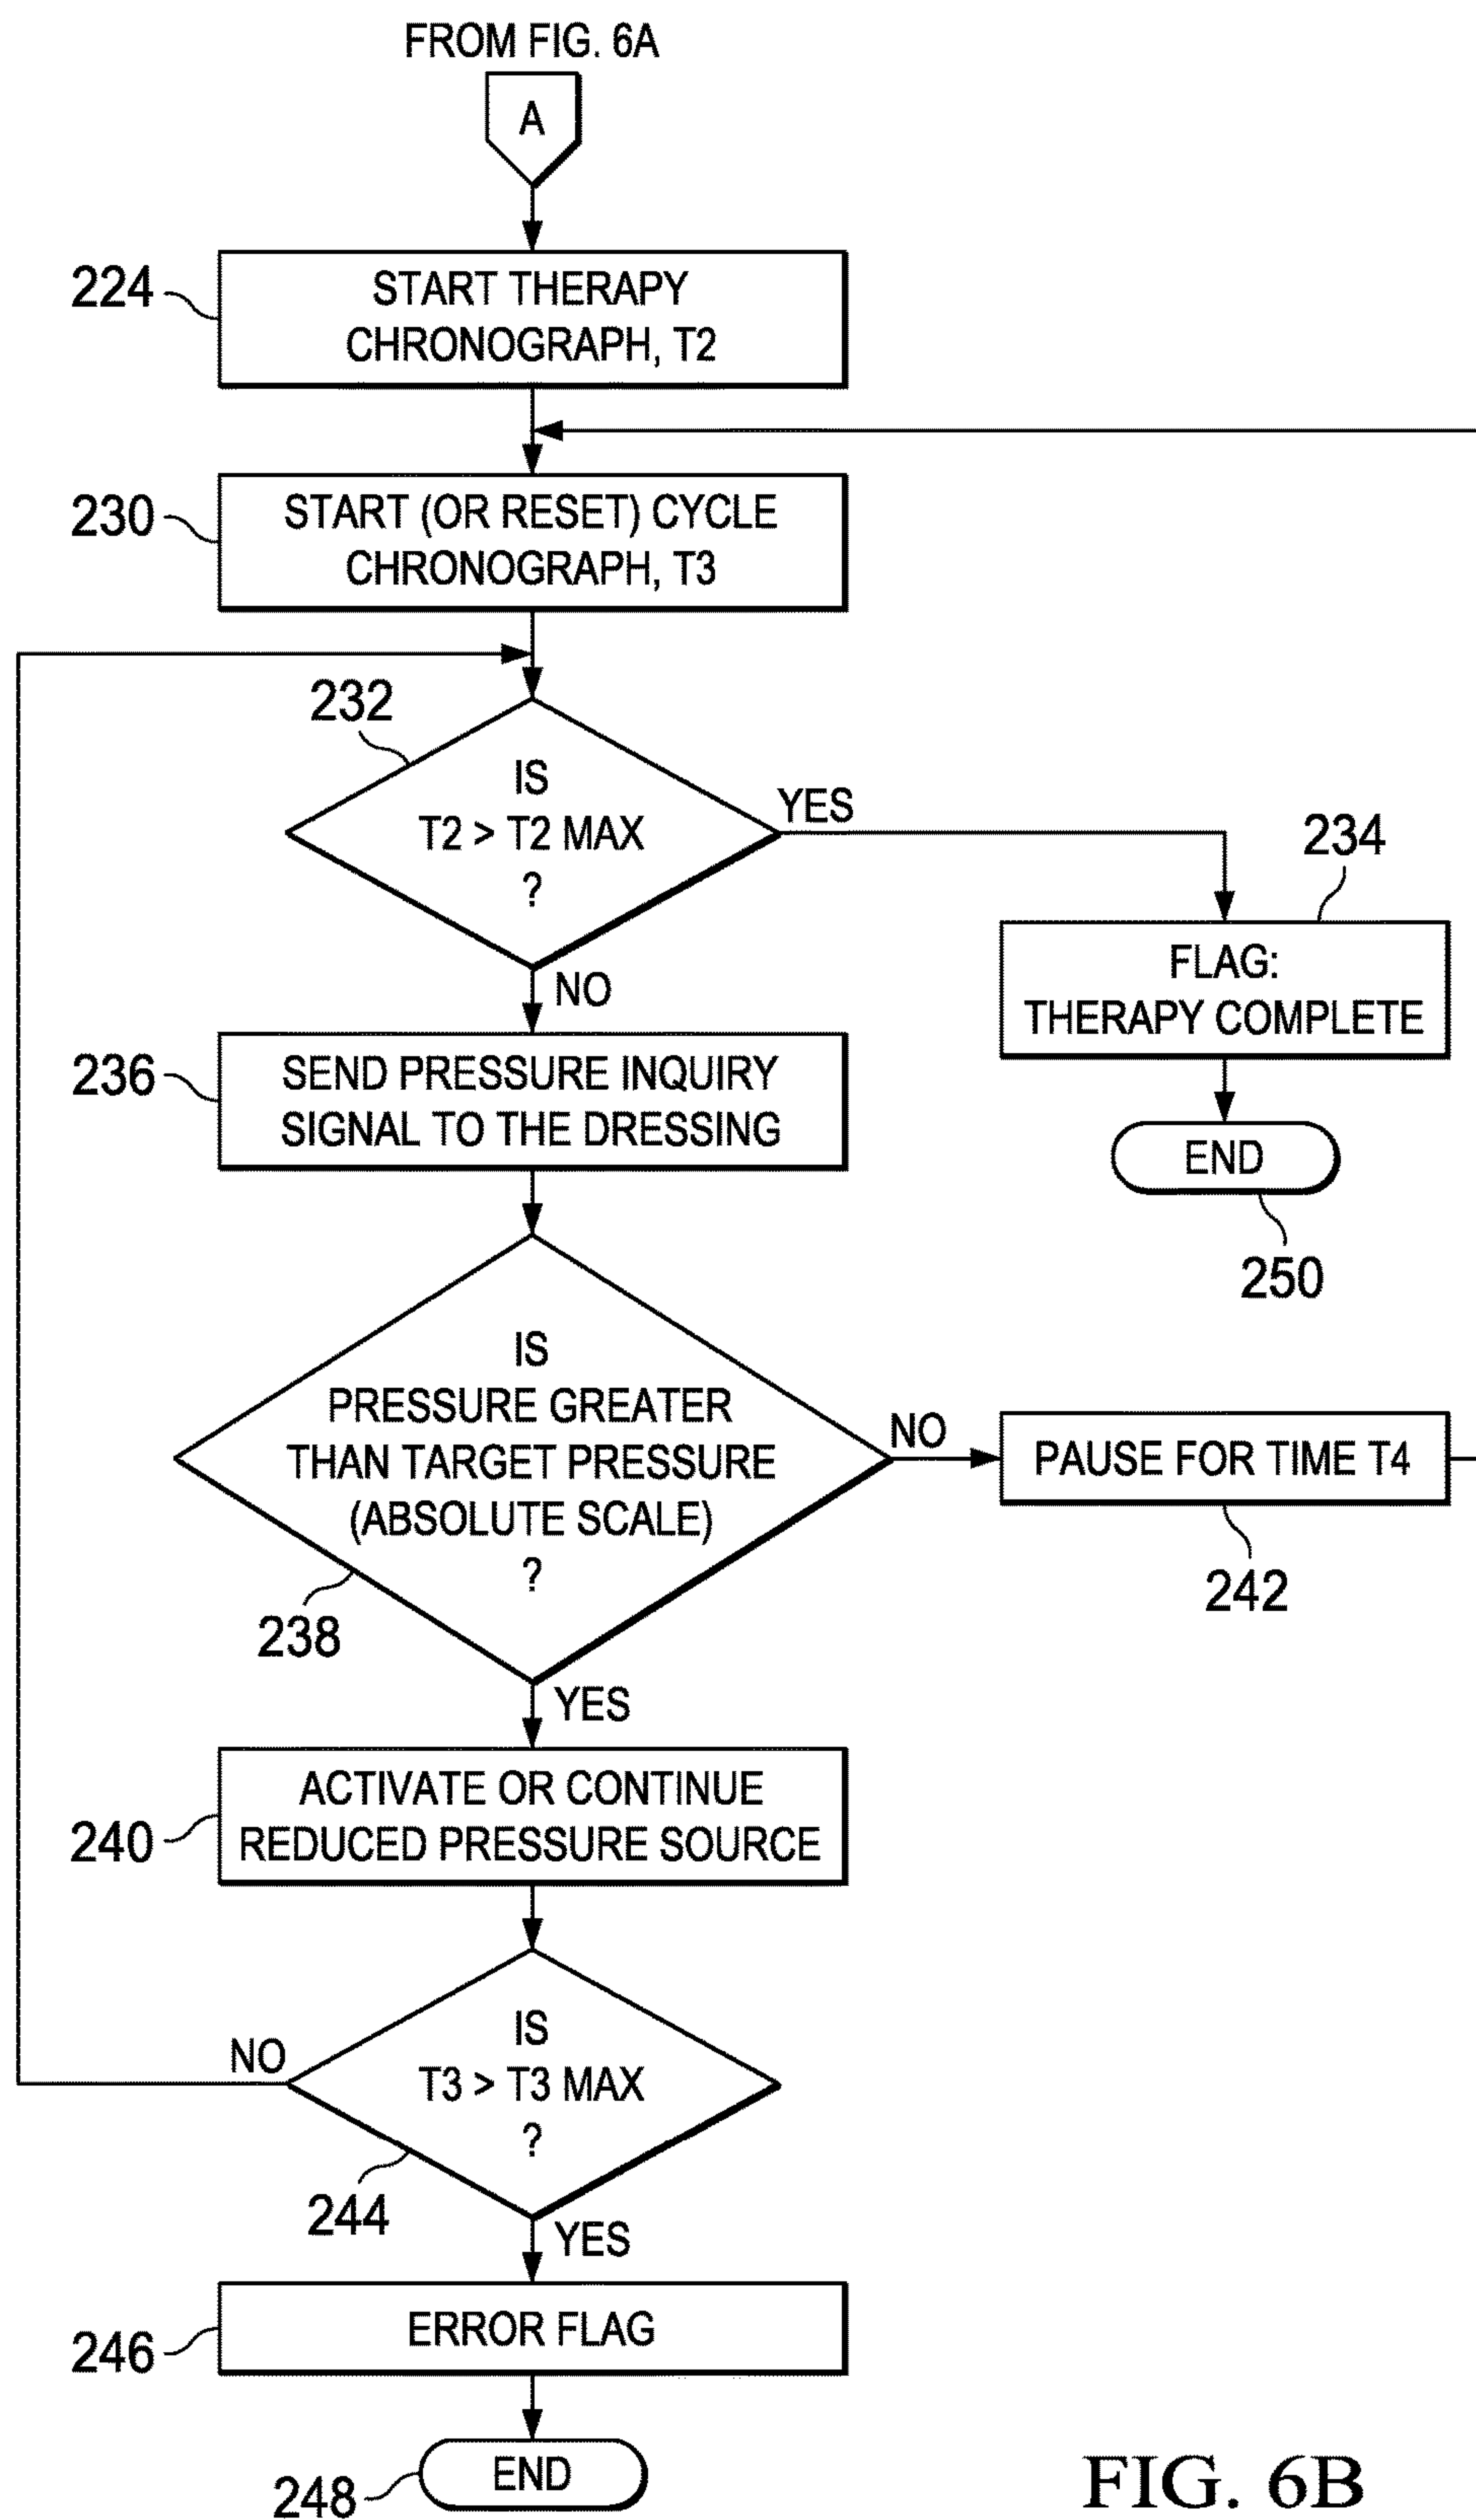 FROM FIG. 6A
A
224
START THERAPY
CHRONOGRAPH, T2
230
START (OR RESET) CYCLE
CHRONOGRAPH, T3
232
IS
T2 > T2 MAX
?
YES
NO
234
FLAG:
THERAPY COMPLETE
END
250
236
SEND PRESSURE INQUIRY
SIGNAL TO THE DRESSING
IS
PRESSURE GREATER
THAN TARGET PRESSURE
(ABSOLUTE SCALE)
?
238
NO
PAUSE FOR TIME T4
242
YES
240
ACTIVATE OR CONTINUE
REDUCED PRESSURE SOURCE
IS
T3 > T3 MAX
?
NO
244
YES
246
ERROR FLAG
248
END
FIG. 6B